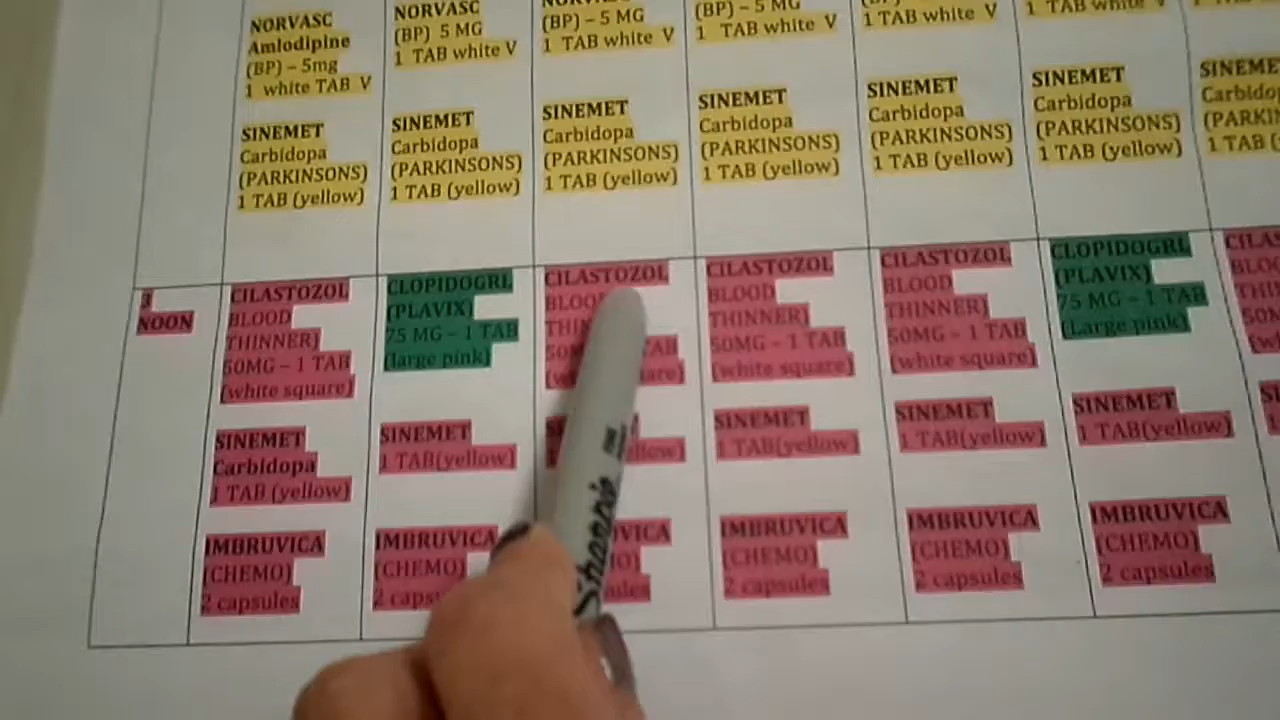 NORVASC
Amlodipine
(BP) – 5mg
1 white TAB V
SINEMET
Carbidopa
(PARKINSONS)
1 TAB (yellow)
NORVASC
(BP) 5 MG
1 TAB white V
SINEMET
Carbidopa
(PARKINSONS)
1 TAB (yellow)
(BP) – 5 MG
1 TAB white V
SINEMET
Carbidopa
(PARKINSONS)
1 TAB (yellow)
(BP) – 5 MG
1 TAB white V
SINEMET
Carbidopa
(PARKINSONS)
1 TAB (yellow)
1 TAB white V
SINEMET
Carbidopa
(PARKINSONS)
1 TAB (yellow)
1 TAB white V
SINEMET
Carbidopa
(PARKINSONS)
1 TAB (yellow)
3
NOON
CILASTOZOL
BLOOD
THINNER)
50MG – 1 TAB
(white square)
SINEMET
Carbidopa
1 TAB (yellow)
IMBRUVICA
(CHEMO)
2 capsules
CLOPIDOGRL
(PLAVIX)
75 MG – 1 TAB
(large pink)
SINEMET
1 TAB(yellow)
IMBRUVICA
(CHEMO)
2
CILASTOZOL
TAB
CILASTOZOL
BLOOD
THINNER)
50MG – 1 TAB
(white square)
SINEMET
1 TAB(yellow)
IMBRUVICA
(CHEMO)
2 capsules
CILASTOZOL
BLOOD
THINNER)
50MG – 1 TAB
(white square)
SINEMET
1 TAB(yellow)
IMBRUVICA
(CHEMO)
2 capsules
CLOPIDOGRL
(PLAVIX)
75 MG – 1 TAB
(Large pink)
SINEMET
1 TAB(yellow)
IMBRUVICA
(CHEMO)
2 capsules
Sharpie